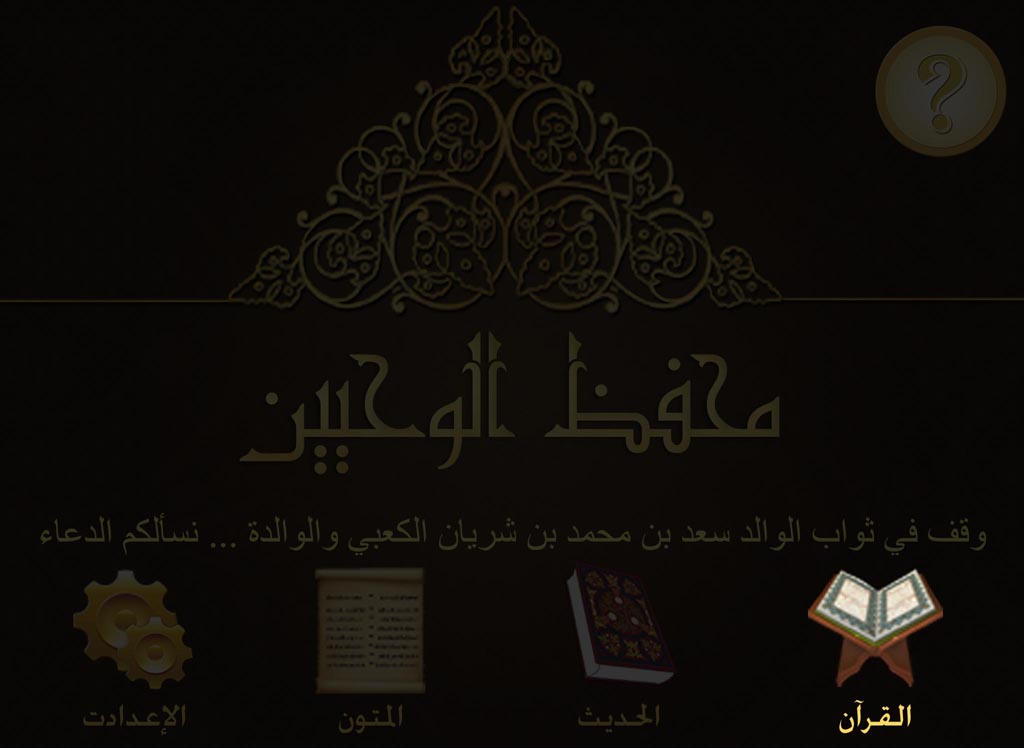 محفظ الوحيين
وقف في ثواب الوالد سعد بن محمد بن شريان الكعبي والوالدة ... نسألكم الدعاء
القرآن
الحديث
المتون
الإعدادت